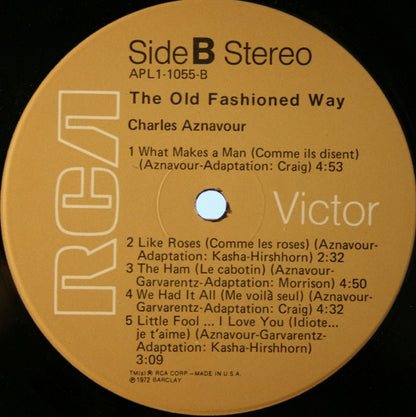 Side B Stereo
APL1-1055-B
The Old Fashioned Way
Charles Aznavour
1 What Makes a Man (Comme ils disent)
(Aznavour-Adaptation: Craig) 4:53
RCA
Victor
2 Like Roses (Comme les roses) (Aznavour-
Adaptation: Kasha-Hirshhorn) 2:32
3 The Ham (Le cabotin) (Aznavour-
Garvarentz-Adaptation: Morrison) 4:50
4 We Had It All (Me voilà seul) (Aznavour-
Garvarentz-Adaptation: Craig) 4:32
5 Little Fool ... I Love You (Idiote...
je t'aime) (Aznavour-Garvarentz-
Adaptation: Kasha-Hirshhorn)
3:09
TM(s) ® RCA CORP.—MADE IN U.S.A.
℗ 1972 BARCLAY